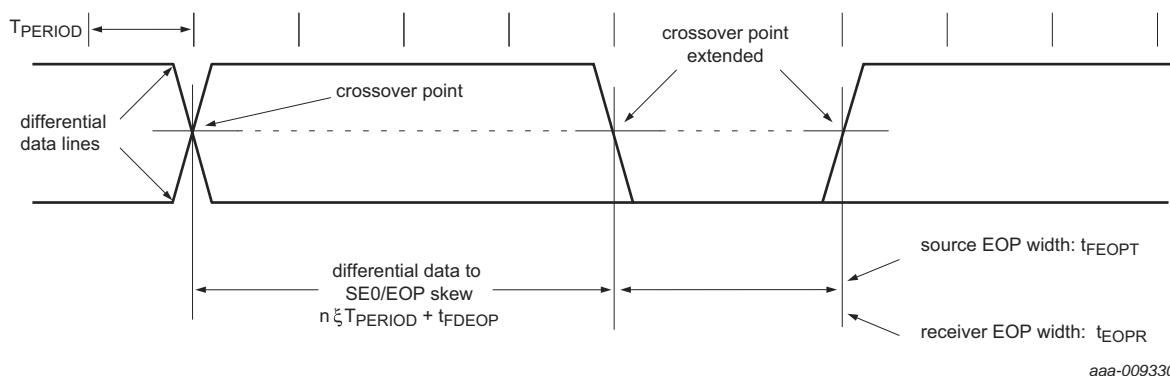 TPERIOD
crossover point
crossover point
extended
differential
data lines
differential data to
SE0/EOP skew
n ξ TPERIOD + tFDEOP
source EOP width: tFEOPT
receiver EOP width: tEOPR
aaa-009330